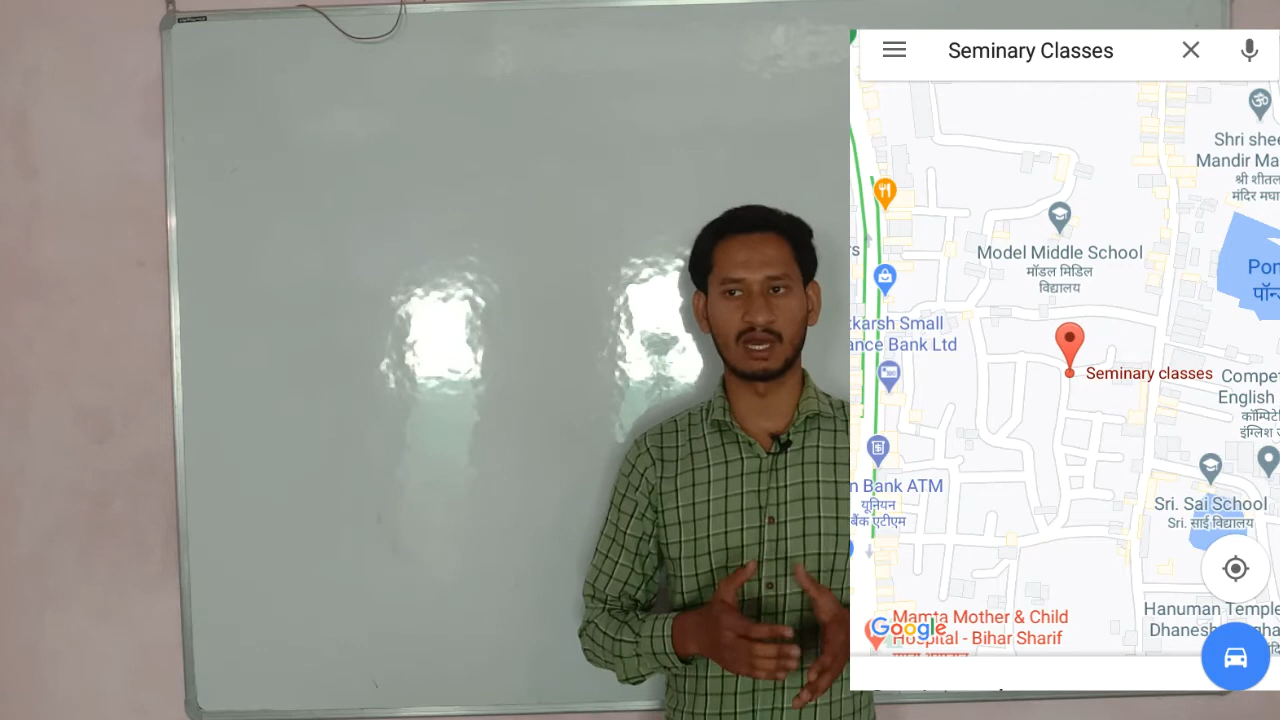 Seminary Classes
Shri shee
Mandir Ma
श्री शीतल
मंदिर मघा
Model Middle School
मॉडल मिडिल
विद्यालय
Pon
पॉन्
tkarsh Small
ance Bank Ltd
Seminary classes
Compet
English
कॉम्पिटे
इंग्लिश
n Bank ATM
यूनियन
बैंक एटीएम
Sri. Sai School
Sri. साई विद्यालय
Hanuman Temple
Dhanesh
Mamta Mother & Child
Hospital - Bihar Sharif
Google